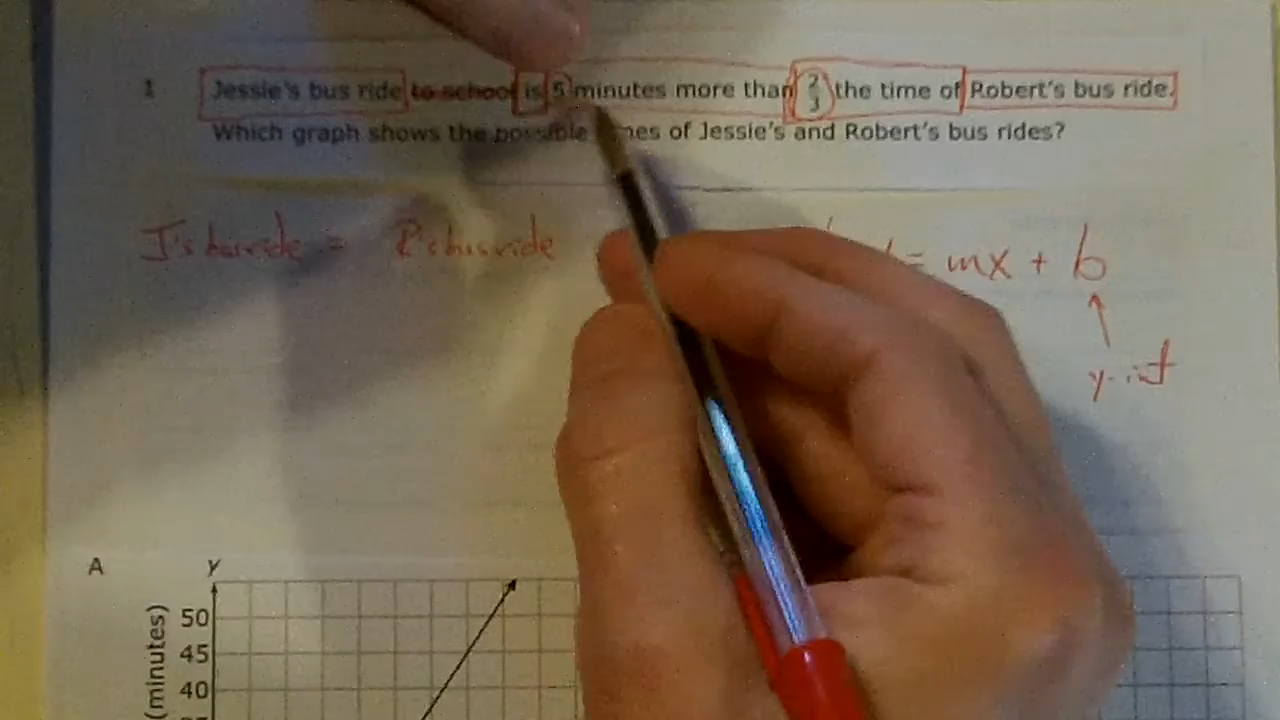 1 Jessie's bus ride to school is 5 minutes more than 2/3 the time of Robert's bus ride.
Which graph shows the possible of Jessie's and Robert's bus rides?
J's bus ride = R's bus ride
= mx + b
y-int
A
y
50
45
40
(minutes)